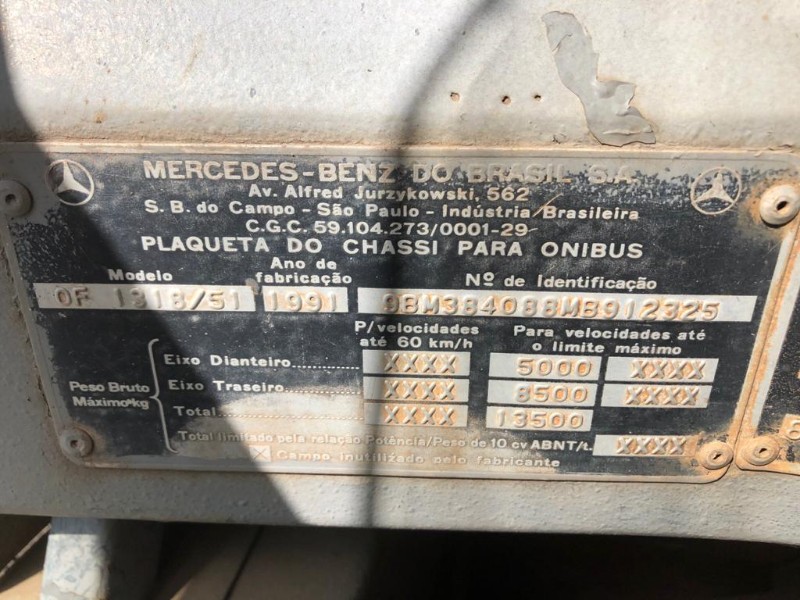 MERCEDES-BENZ DO BRASIL S.A.
Av. Alfred Jurzykowski, 562
S. B. do Campo - São Paulo - Indústria Brasileira
C.G.C. 59.104.273/0001-29
PLAQUETA DO CHASSI PARA ONIBUS
Modelo Ano de fabricação Nº de Identificação
OF 1318/51 1991 9BM384088MB912325
P/velocidades até 60 km/h Para velocidades até o limite máximo
Peso Bruto Máximo*kg
Eixo Dianteiro XXXX 5000 XXXX
Eixo Traseiro XXXX 8500 XXXX
Total XXXX 13500
Total limitado pela relação Potência/Peso de 10 cv ABNT/t. XXXX
X Campo inutilizado pelo fabricante